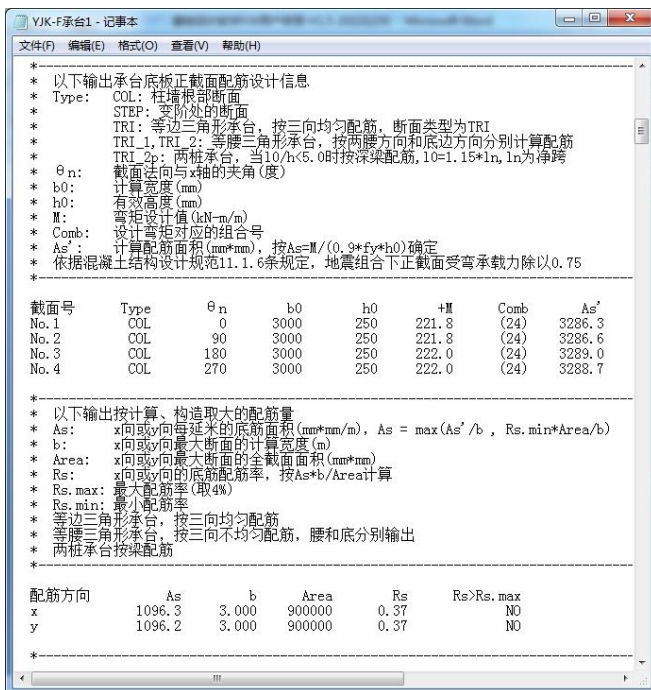 YJK-F承台1 - 记事本
文件(F) 编辑(E) 格式(O) 查看(V) 帮助(H)
*
* 以下输出承台底板正截面配筋设计信息
* Type: COL: 柱墙根部断面
* STEP: 变阶处的断面
* TRI: 等边三角形承台, 按三向均匀配筋, 断面类型为TRI
* TRI_1,TRI_2: 等腰三角形承台, 按两腰方向和底边方向分别计算配筋
* TRI_2p: 两桩承台, 当l0/h<5.0时按深梁配筋,l0=1.15*ln,ln为净跨
* θn: 截面法向与x轴的夹角(度)
* b0: 计算宽度(mm)
* h0: 有效高度(mm)
* M: 弯矩设计值(kN-m/m)
* Comb: 设计弯矩对应的组合号
* As': 计算配筋面积(mm*mm), 按As=M/(0.9*fy*h0)确定
* 依据混凝土结构设计规范11.1.6条规定, 地震组合下正截面受弯承载力除以0.75
*
截面号 Type θn b0 h0 +M Comb As'
No.1 COL 0 3000 250 221.8 (24) 3286.3
No.2 COL 90 3000 250 221.8 (24) 3286.6
No.3 COL 180 3000 250 222.0 (24) 3289.0
No.4 COL 270 3000 250 222.0 (24) 3288.7
*
* 以下输出按计算、构造取大的配筋量
* As: x向或y向每延米的底筋面积(mm*mm/m), As = max(As'/b , Rs.min*Area/b)
* b: x向或y向最大断面的计算宽度(m)
* Area: x向或y向最大断面的全截面面积(mm*mm)
* Rs: x向或y向的底筋配筋率, 按As*b/Area计算
* Rs.max: 最大配筋率(取4%)
* Rs.min: 最小配筋率
* 等边三角形承台, 按三向均匀配筋
* 等腰三角形承台, 按三向不均匀配筋, 腰和底分别输出
* 两桩承台按梁配筋
*
配筋方向 As b Area Rs Rs>Rs.max
x 1096.3 3.000 900000 0.37 NO
y 1096.2 3.000 900000 0.37 NO
*